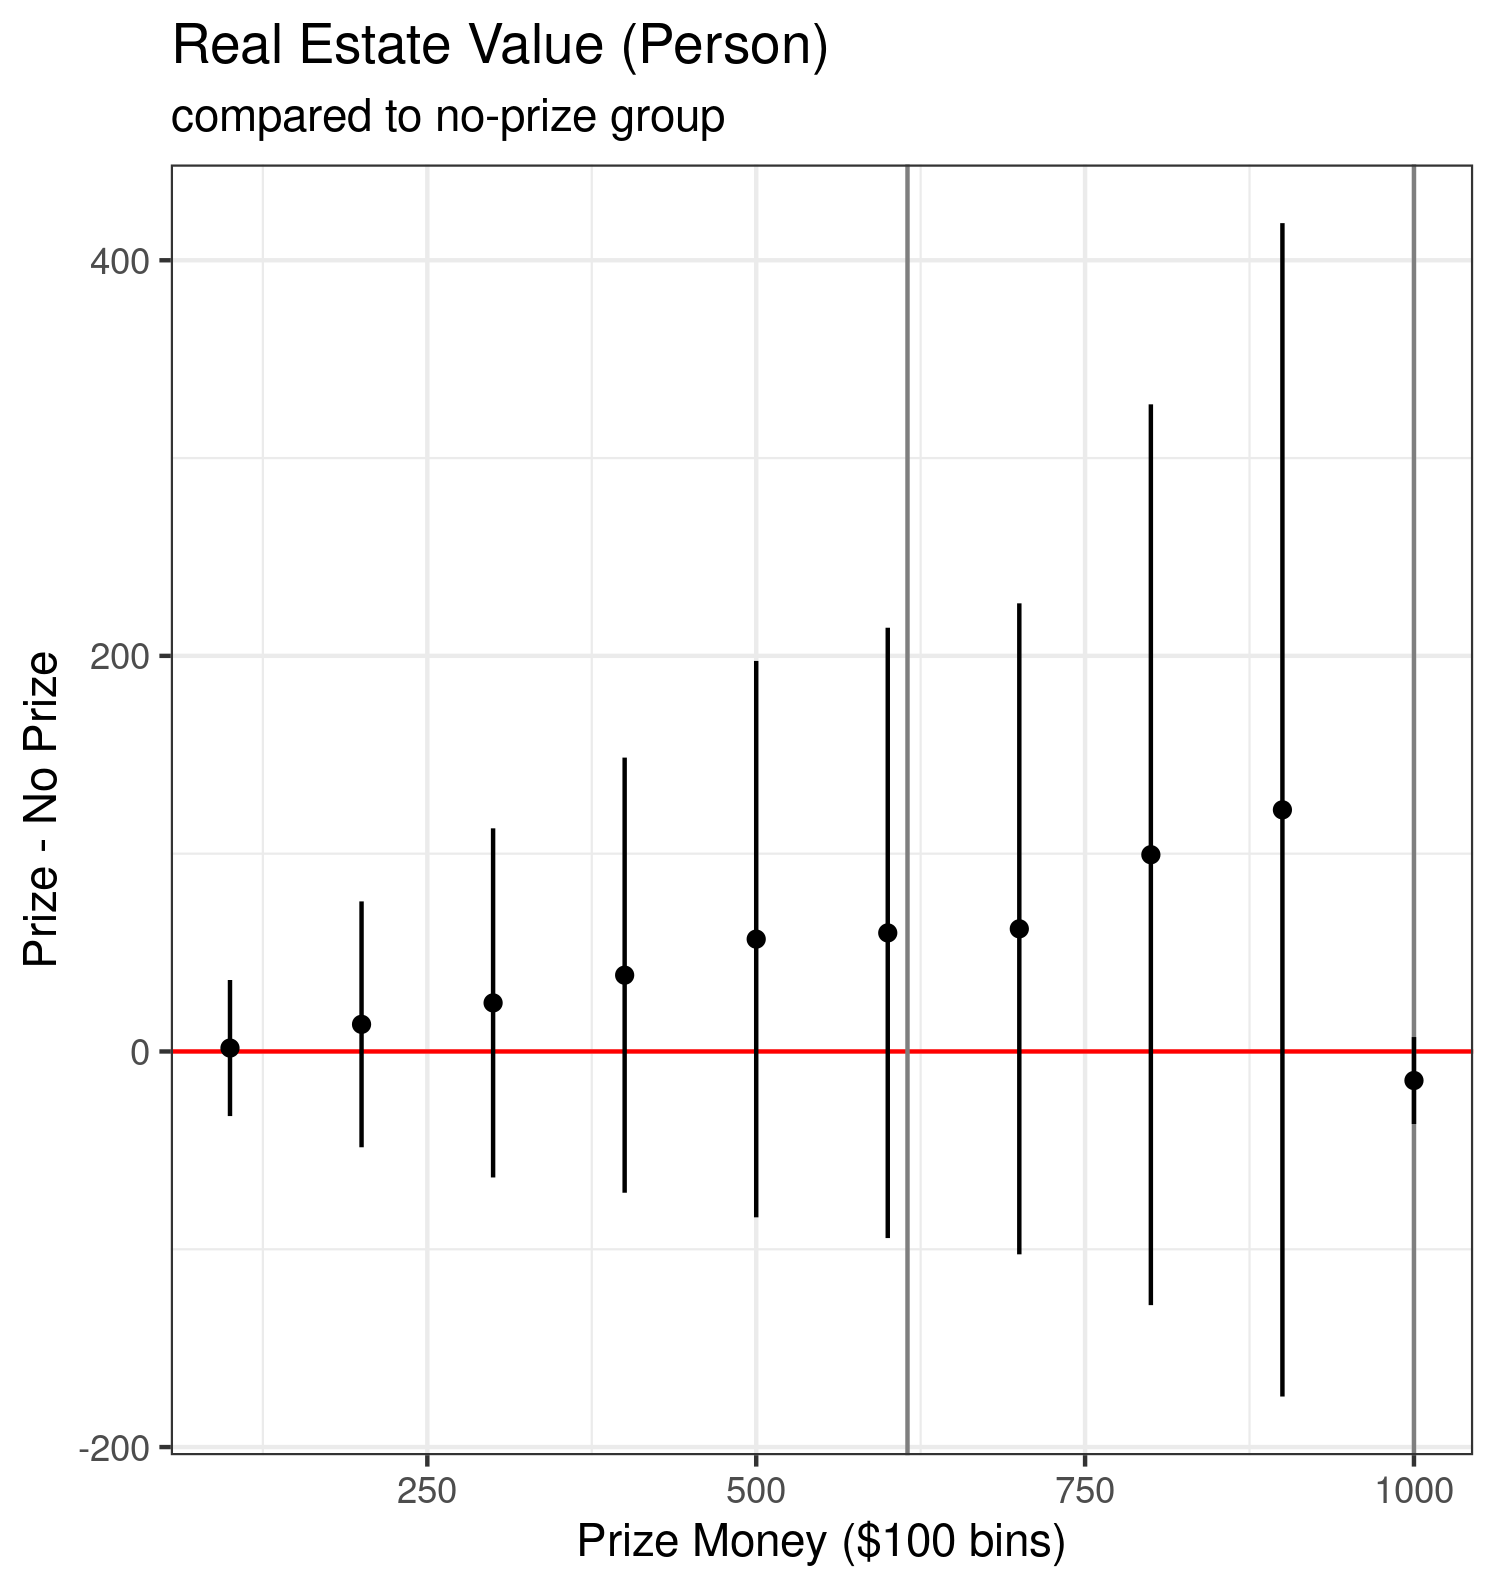 Real Estate Value (Person)
compared to no-prize group
Prize - No Prize
400
200
0
-200
250
500
750
1000
Prize Money ($100 bins)